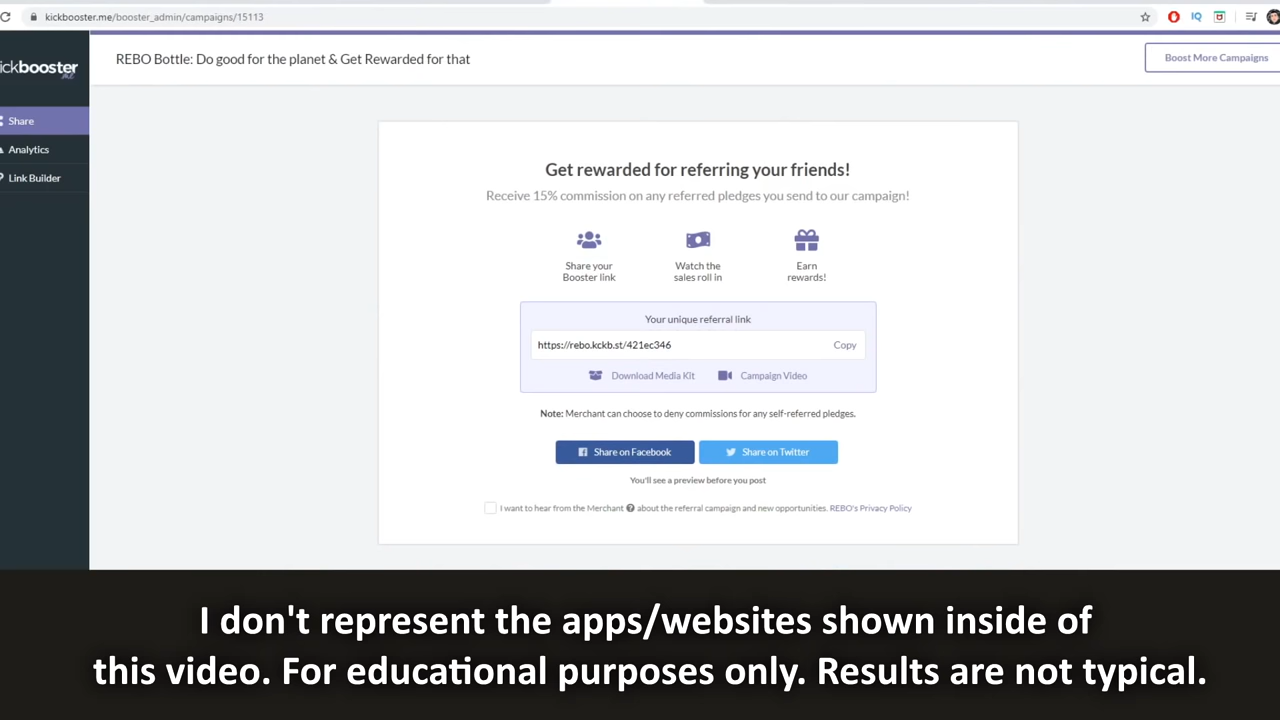 kickbooster.me/booster_admin/campaigns/15113
ickbooster
REBO Bottle: Do good for the planet & Get Rewarded for that
Boost More Campaigns
Share
Analytics
Link Builder
Get rewarded for referring your friends!
Receive 15% commission on any referred pledges you send to our campaign!
Share your
Booster link
Watch the
sales roll in
Earn
rewards!
Your unique referral link
https://rebo.kckb.st/421ec346
Copy
Download Media Kit
Campaign Video
Note: Merchant can choose to deny commissions for any self-referred pledges.
Share on Facebook
Share on Twitter
You'll see a preview before you post
I want to hear from the Merchant ? about the referral campaign and new opportunities. REBO's Privacy Policy
I don't represent the apps/websites shown inside of
this video. For educational purposes only. Results are not typical.